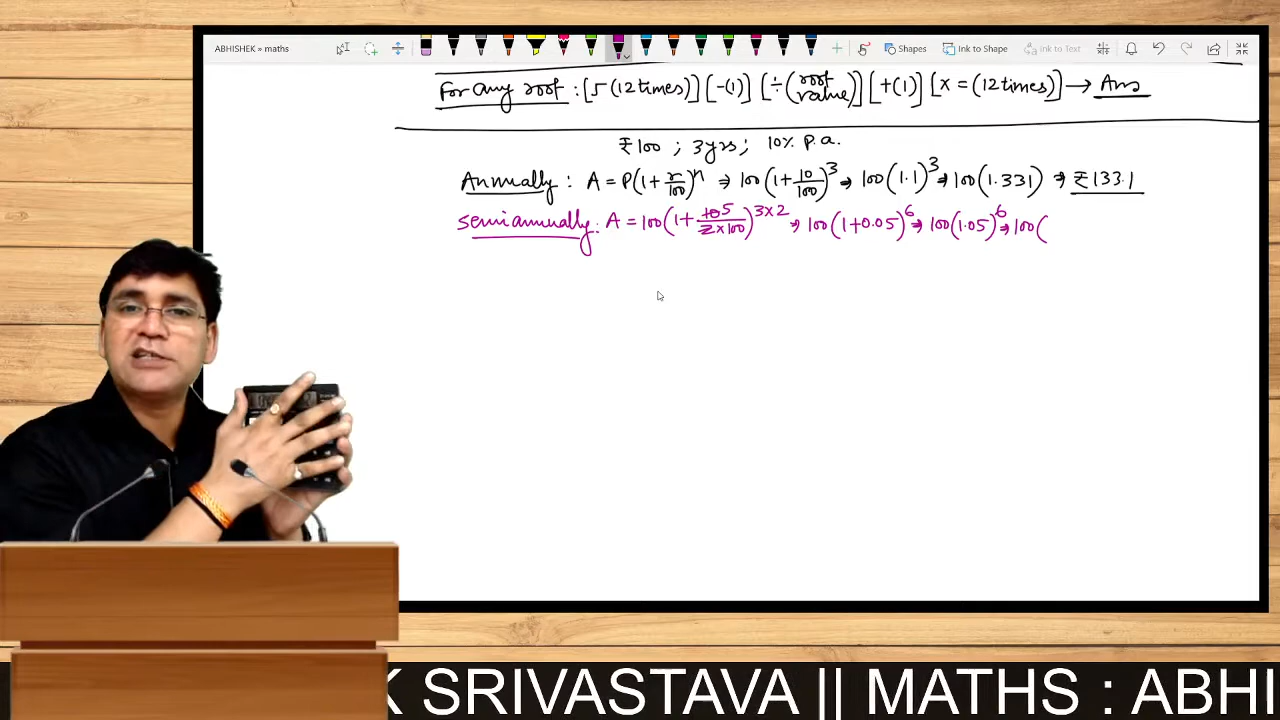 ABHISHEK » maths
Shapes Ink to Shape Ink to Text
For any root : [√(12 times)] [-(1)] [÷(root value)] [+(1)] [x = (12 times)] → Ans
₹100 ; 3yrs ; 10% p.a.
Annually : A = P(1+r/100)^n ⇒ 100(1+10/100)^3 ⇒ 100(1.1)^3 ⇒ 100(1.331) ⇒ ₹133.1
semiannually : A = 100(1+10 5/2×100)^3×2 ⇒ 100(1+0.05)^6 ⇒ 100(1.05)^6 ⇒ 100(
K SRIVASTAVA || MATHS : ABHI